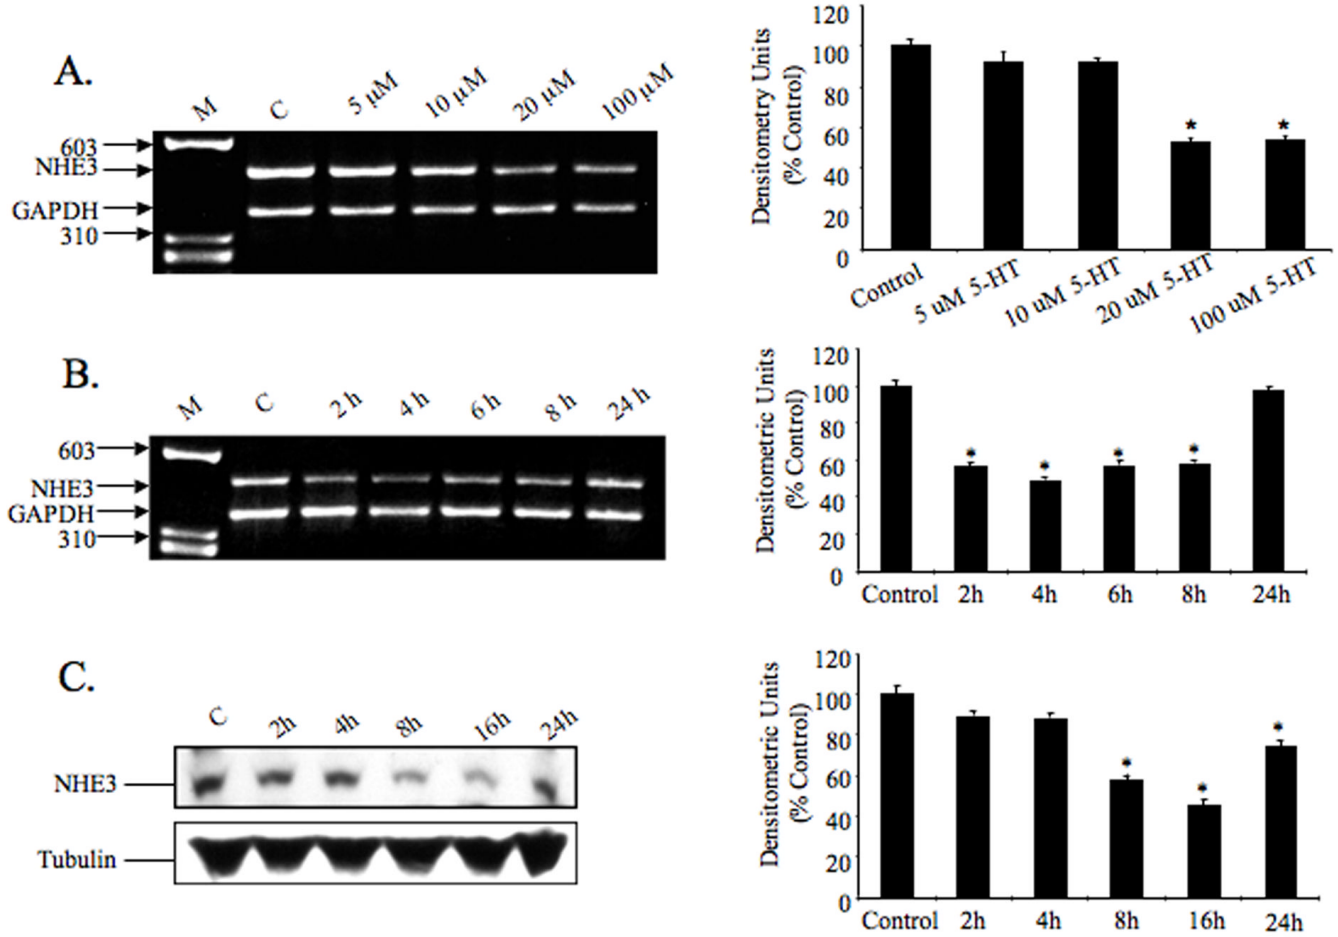 A.
M C 5 μM 10 μM 20 μM 100 μM
603
NHE3
GAPDH
310
Densitometry Units
(% Control)
120
100
80
60
40
20
0
* *
Control 5 uM 5-HT 10 uM 5-HT 20 uM 5-HT 100 uM 5-HT
B.
M C 2 h 4 h 6 h 8 h 24 h
603
NHE3
GAPDH
310
Densitometric Units
(% Control)
120
100
80
60
40
20
0
* * * *
Control 2h 4h 6h 8h 24h
C.
C 2h 4h 8h 16h 24h
NHE3
Tubulin
Densitometric Units
(% Control)
120
100
80
60
40
20
0
* * *
Control 2h 4h 8h 16h 24h